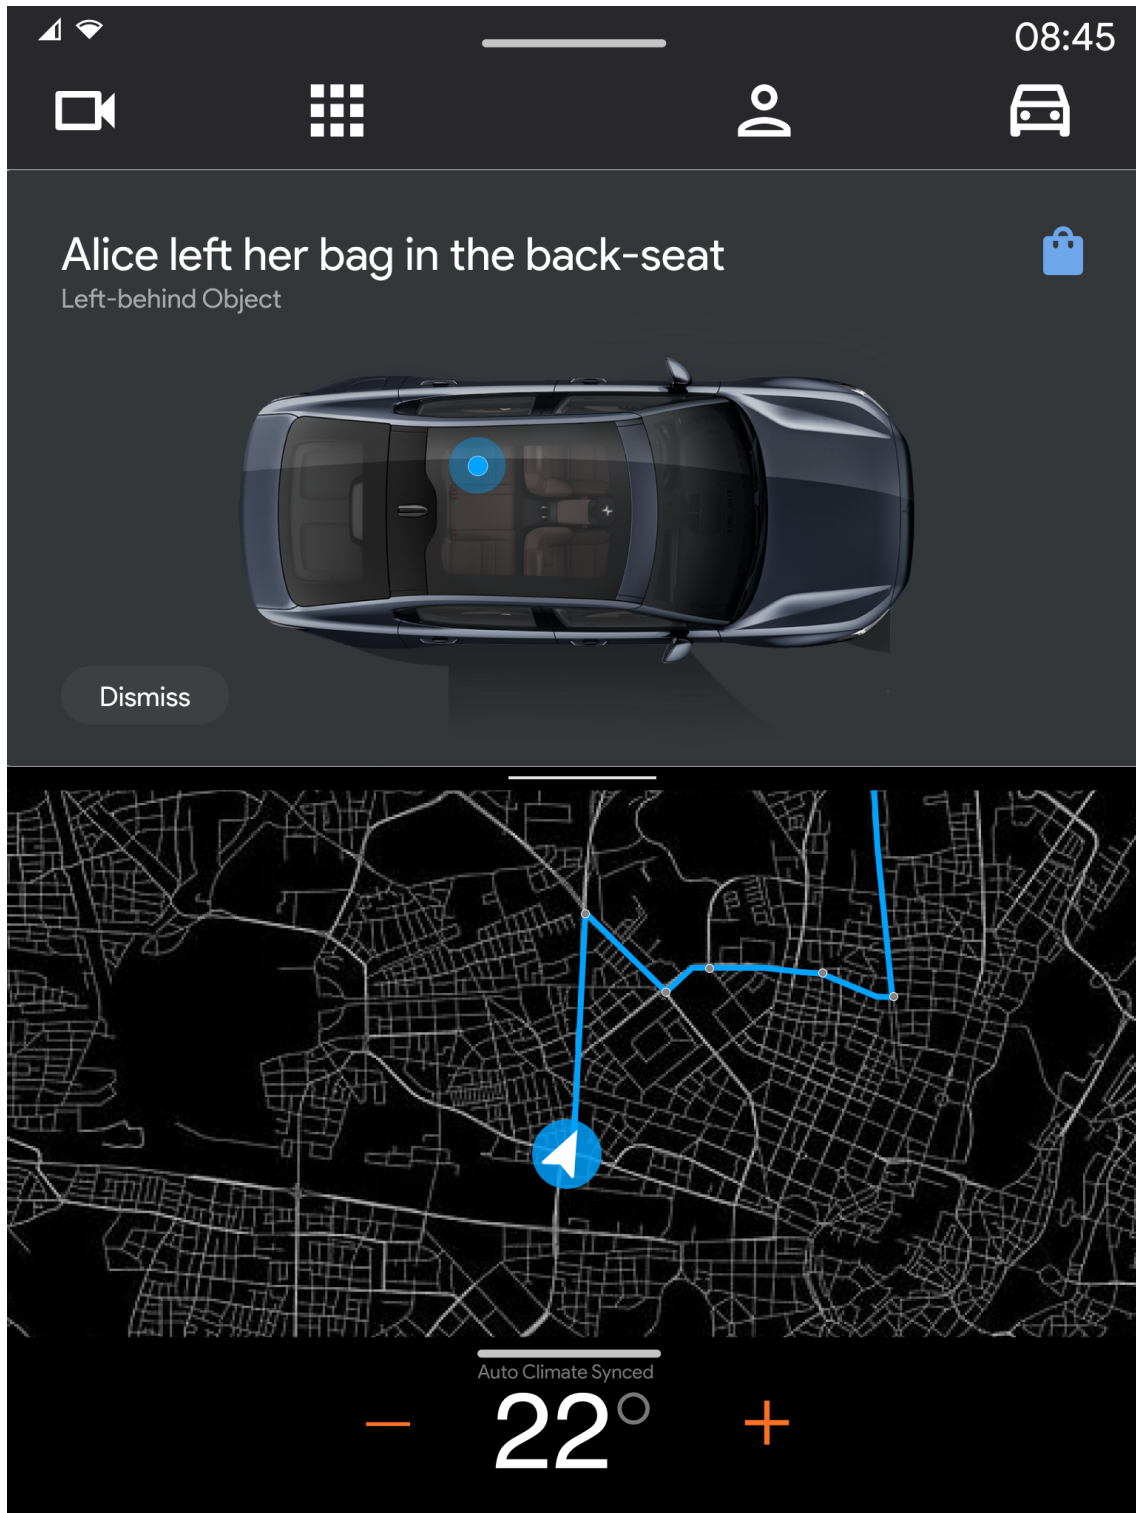 08:45
Alice left her bag in the back-seat
Left-behind Object
Dismiss
Auto Climate Synced
22°